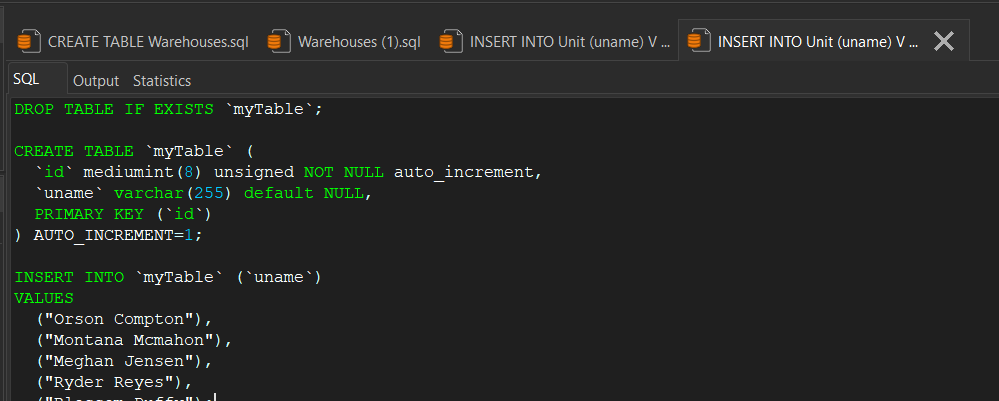 CREATE TABLE Warehouses.sql Warehouses (1).sql INSERT INTO Unit (uname) V ... INSERT INTO Unit (uname) V ...
SQL Output Statistics
DROP TABLE IF EXISTS `myTable`;
CREATE TABLE `myTable` (
`id` mediumint(8) unsigned NOT NULL auto_increment,
`uname` varchar(255) default NULL,
PRIMARY KEY (`id`)
) AUTO_INCREMENT=1;
INSERT INTO `myTable` (`uname`)
VALUES
("Orson Compton"),
("Montana Mcmahon"),
("Meghan Jensen"),
("Ryder Reyes"),
("Blossom Duffy");